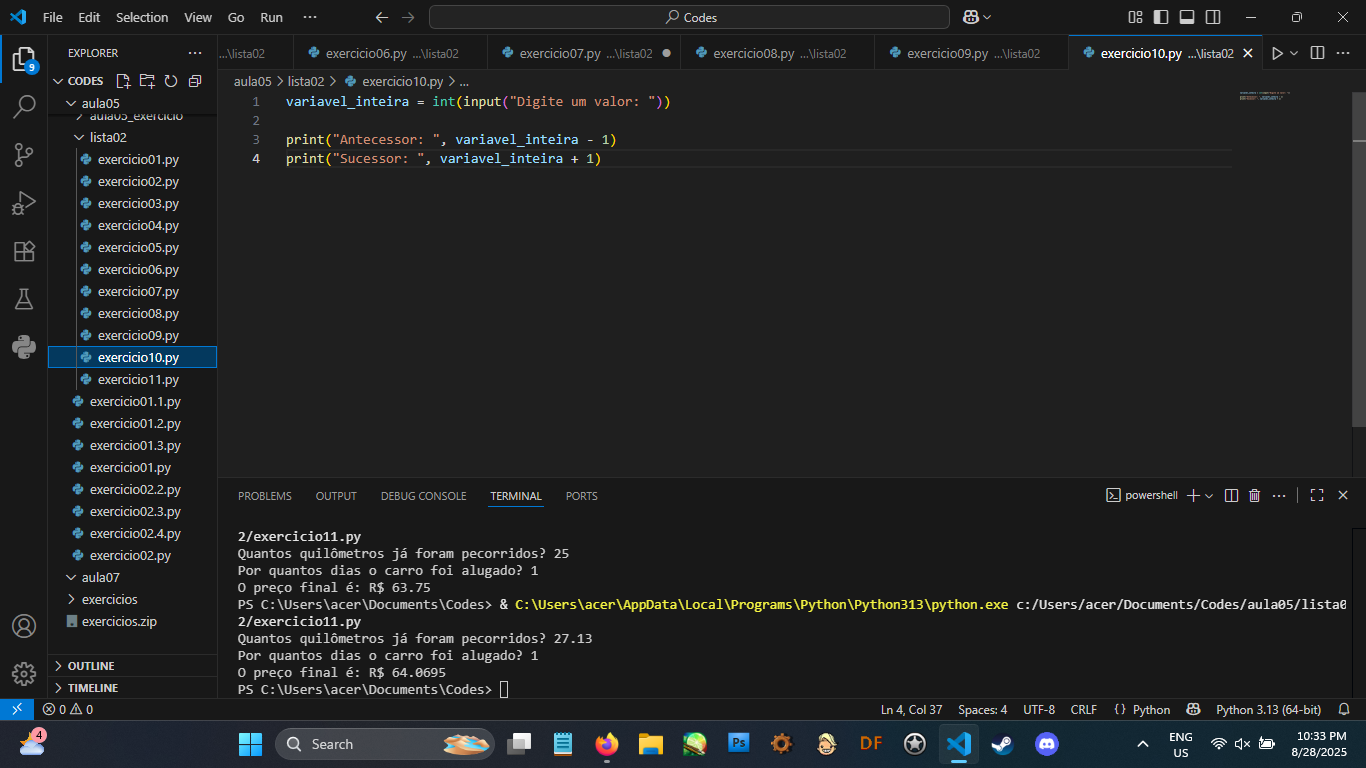 File Edit Selection View Go Run ··· Codes
EXPLORER ···
...\lista02 exercicio06.py ...\lista02 exercicio07.py ...\lista02 exercicio08.py ...\lista02 exercicio09.py ...\lista02 exercicio10.py ...\lista02
CODES
aula05 > lista02 > exercicio10.py > ...
aula05
aula05_exercicio
lista02
exercicio01.py
exercicio02.py
exercicio03.py
exercicio04.py
exercicio05.py
exercicio06.py
exercicio07.py
exercicio08.py
exercicio09.py
exercicio10.py
exercicio11.py
exercicio01.1.py
exercicio01.2.py
exercicio01.3.py
exercicio01.py
exercicio02.2.py
exercicio02.3.py
exercicio02.4.py
exercicio02.py
aula07
exercicios
exercicios.zip
OUTLINE
TIMELINE
9
1 variavel_inteira = int(input("Digite um valor: "))
2
3 print("Antecessor: ", variavel_inteira - 1)
4 print("Sucessor: ", variavel_inteira + 1)
PROBLEMS OUTPUT DEBUG CONSOLE TERMINAL PORTS powershell
2/exercicio11.py
Quantos quilômetros já foram pecorridos? 25
Por quantos dias o carro foi alugado? 1
O preço final é: R$ 63.75
PS C:\Users\acer\Documents\Codes> & C:\Users\acer\AppData\Local\Programs\Python\Python313\python.exe c:/Users/acer/Documents/Codes/aula05/lista0
2/exercicio11.py
Quantos quilômetros já foram pecorridos? 27.13
Por quantos dias o carro foi alugado? 1
O preço final é: R$ 64.0695
PS C:\Users\acer\Documents\Codes>
0 0 Ln 4, Col 37 Spaces: 4 UTF-8 CRLF {} Python Python 3.13 (64-bit)
4 Search Ps DF ENG
US
10:33 PM
8/28/2025